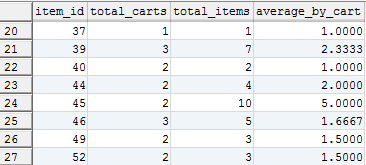 item_id total_carts total_items average_by_cart
20 37 1 1 1.0000
21 39 3 7 2.3333
22 40 2 2 1.0000
23 44 2 4 2.0000
24 45 2 10 5.0000
25 46 3 5 1.6667
26 49 2 3 1.5000
27 52 2 3 1.5000